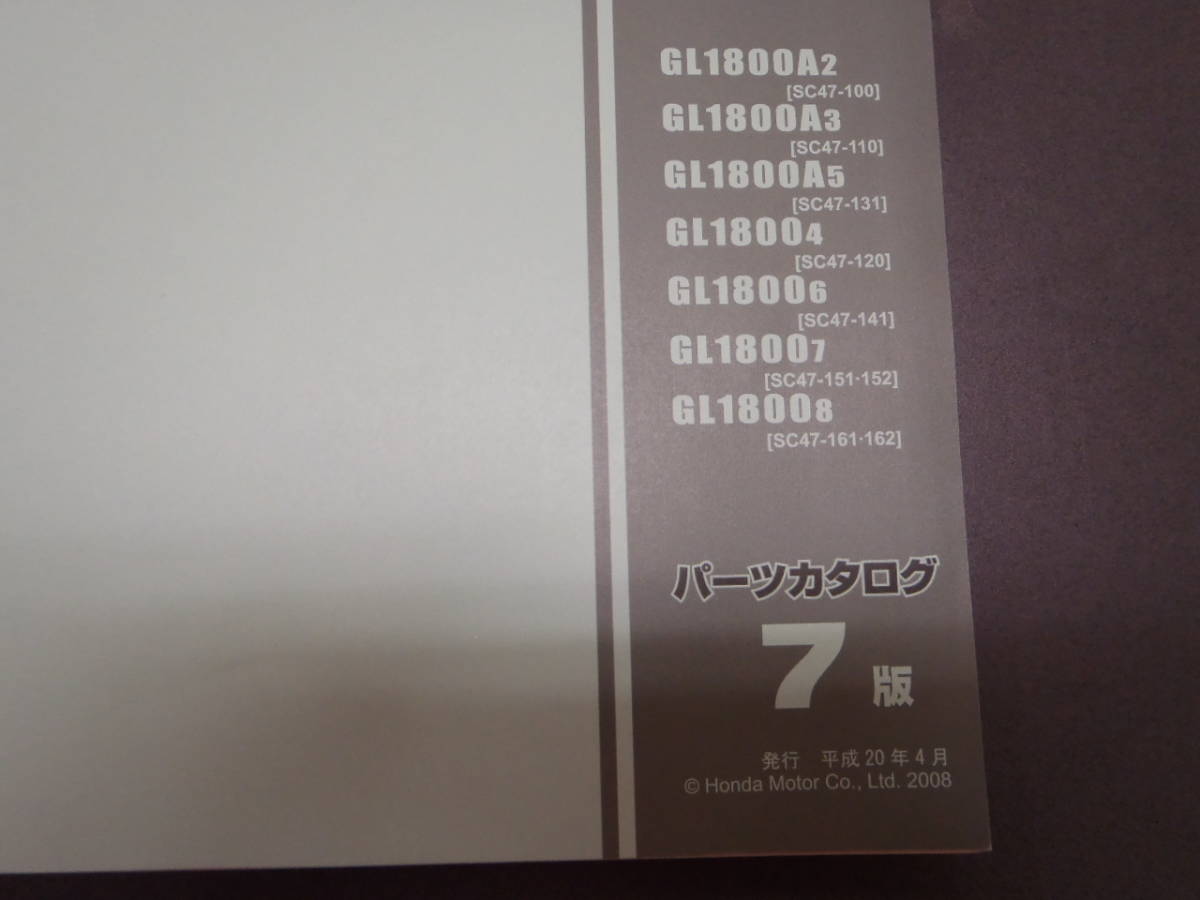 GL1800A2
[SC47-100]
GL1800A3
[SC47-110]
GL1800A5
[SC47-131]
GL18004
[SC47-120]
GL18006
[SC47-141]
GL18007
[SC47-151·152]
GL18008
[SC47-161·162]
パーツカタログ
7版
発行 平成20年4月
© Honda Motor Co., Ltd. 2008